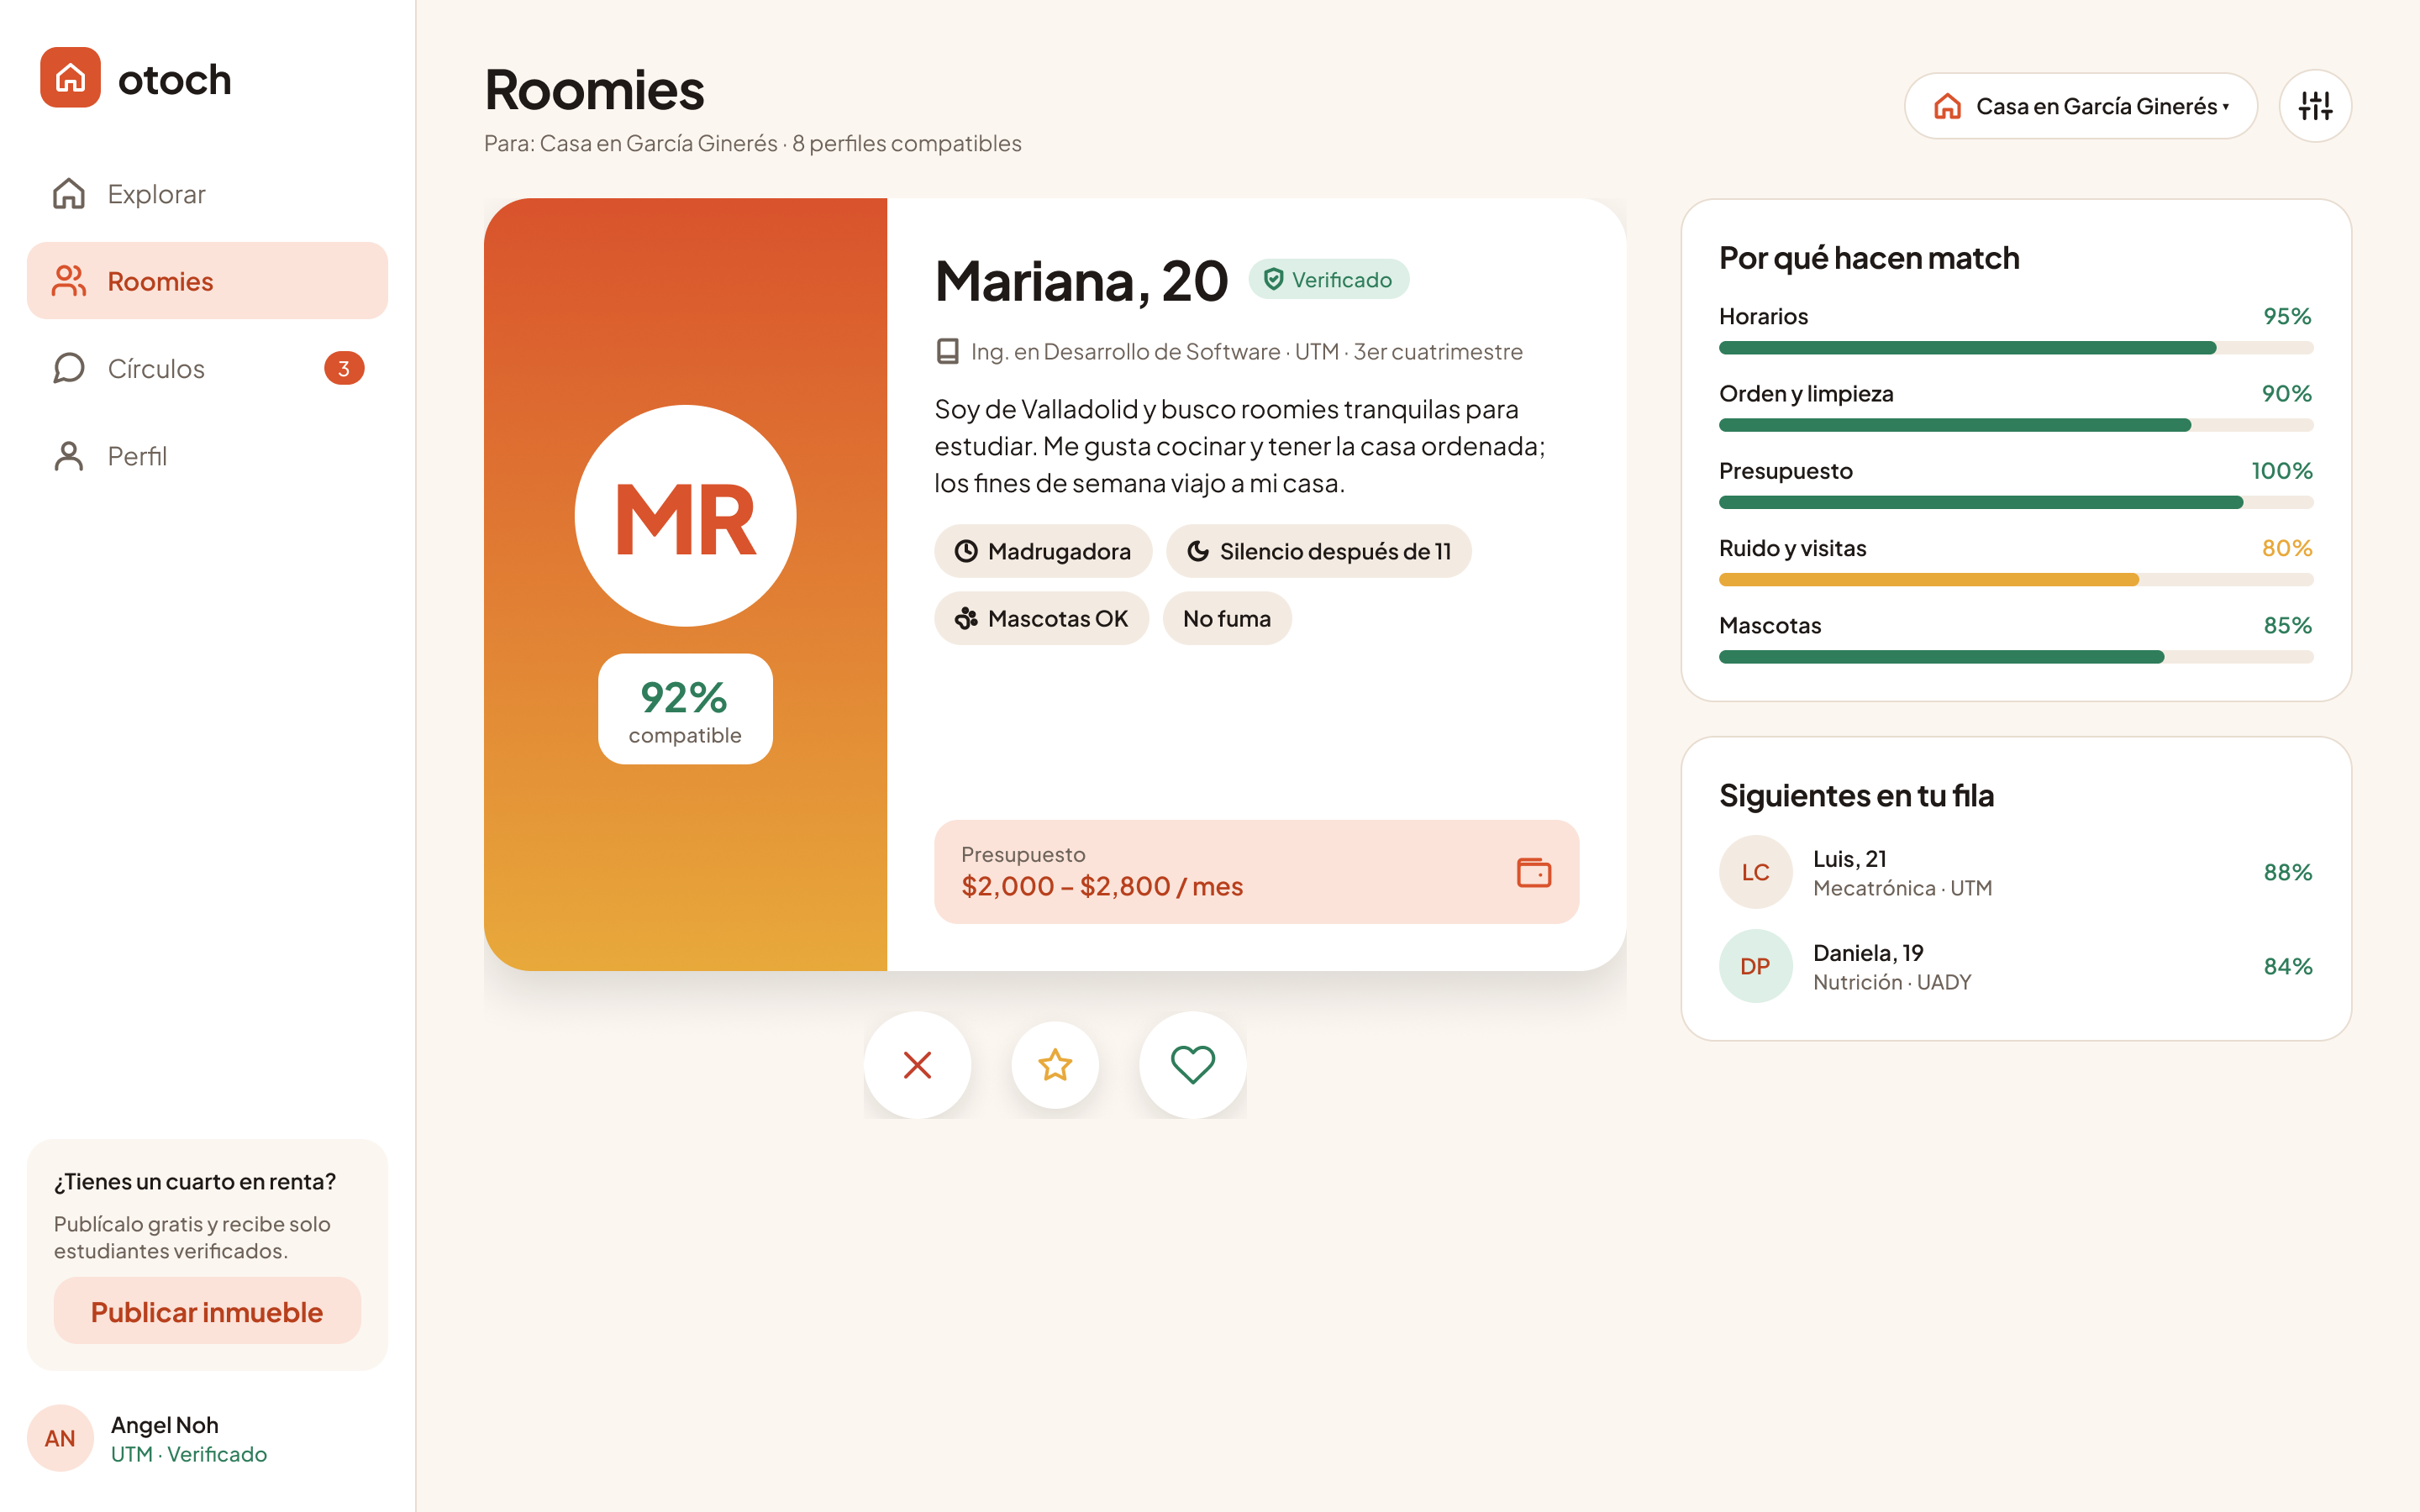 otoch
Explorar
Roomies
Círculos
3
Perfil
¿Tienes un cuarto en renta?
Publícalo gratis y recibe solo
estudiantes verificados.
Publicar inmueble
AN
Angel Noh
UTM · Verificado
Roomies
Para: Casa en García Ginerés · 8 perfiles compatibles
Casa en García Ginerés ▾
MR
92%
compatible
Mariana, 20
Verificado
Ing. en Desarrollo de Software · UTM · 3er cuatrimestre
Soy de Valladolid y busco roomies tranquilas para
estudiar. Me gusta cocinar y tener la casa ordenada;
los fines de semana viajo a mi casa.
Madrugadora
Silencio después de 11
Mascotas OK
No fuma
Presupuesto
$2,000 – $2,800 / mes
Por qué hacen match
Horarios 95%
Orden y limpieza 90%
Presupuesto 100%
Ruido y visitas 80%
Mascotas 85%
Siguientes en tu fila
LC
Luis, 21
Mecatrónica · UTM
88%
DP
Daniela, 19
Nutrición · UADY
84%